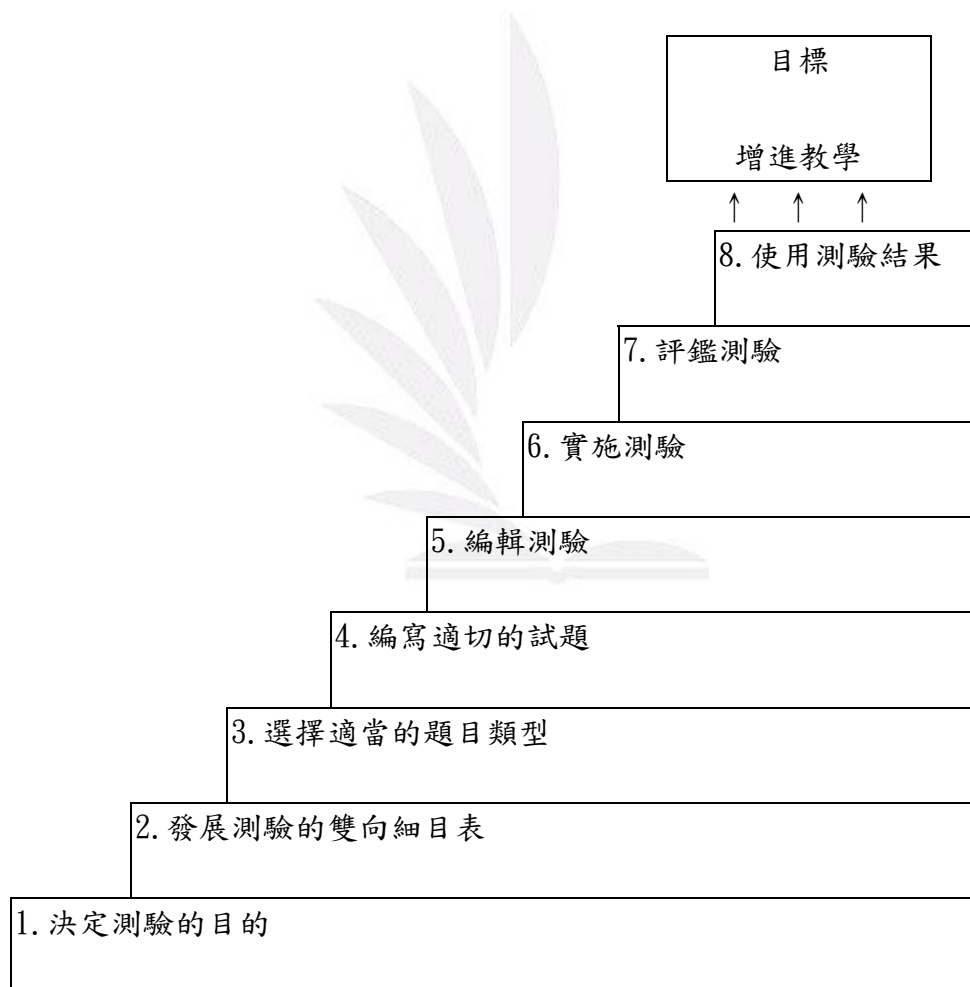 目標
增進教學
↑ ↑ ↑
8.使用測驗結果
7.評鑑測驗
6.實施測驗
5.編輯測驗
4.編寫適切的試題
3.選擇適當的題目類型
2.發展測驗的雙向細目表
1.決定測驗的目的